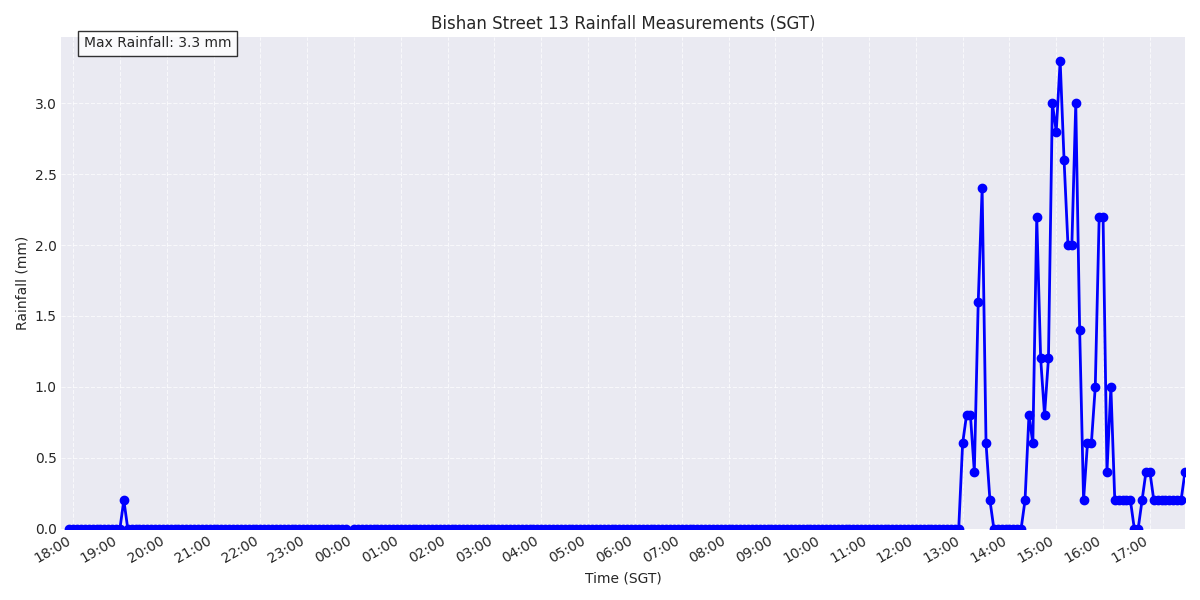 Bishan Street 13 Rainfall Measurements (SGT)
Max Rainfall: 3.3 mm
Rainfall (mm)
3.0
2.5
2.0
1.5
1.0
0.5
0.0
18:00 19:00 20:00 21:00 22:00 23:00 00:00 01:00 02:00 03:00 04:00 05:00 06:00 07:00 08:00 09:00 10:00 11:00 12:00 13:00 14:00 15:00 16:00 17:00
Time (SGT)